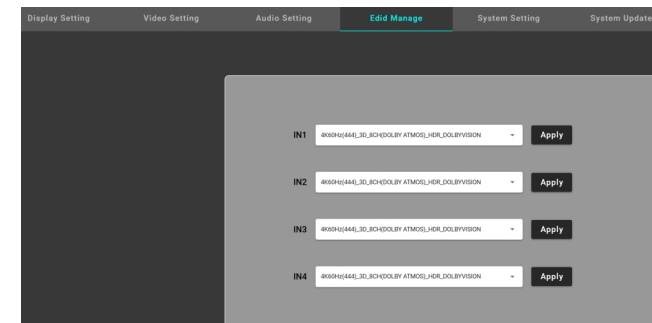 Display Setting Video Setting Audio Setting Edid Manage System Setting System Update
IN1 4K60Hz(444)_3D_8CH(DOLBY ATMOS)_HDR_DOLBYVISION Apply
IN2 4K60Hz(444)_3D_8CH(DOLBY ATMOS)_HDR_DOLBYVISION Apply
IN3 4K60Hz(444)_3D_8CH(DOLBY ATMOS)_HDR_DOLBYVISION Apply
IN4 4K60Hz(444)_3D_8CH(DOLBY ATMOS)_HDR_DOLBYVISION Apply